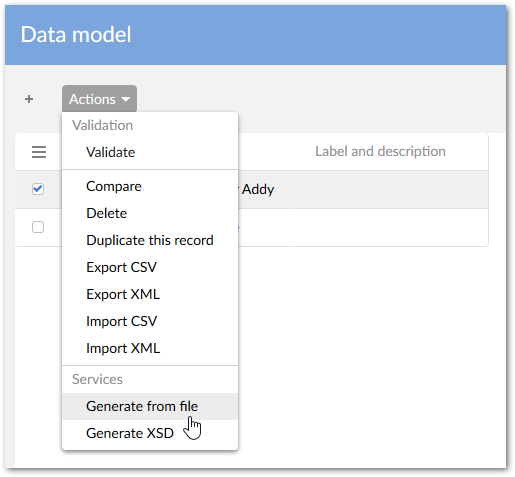 Data model
+ Actions
Validation
Validate
Label and description
Compare
Addy
Delete
Duplicate this record
Export CSV
Export XML
Import CSV
Import XML
Services
Generate from file
Generate XSD